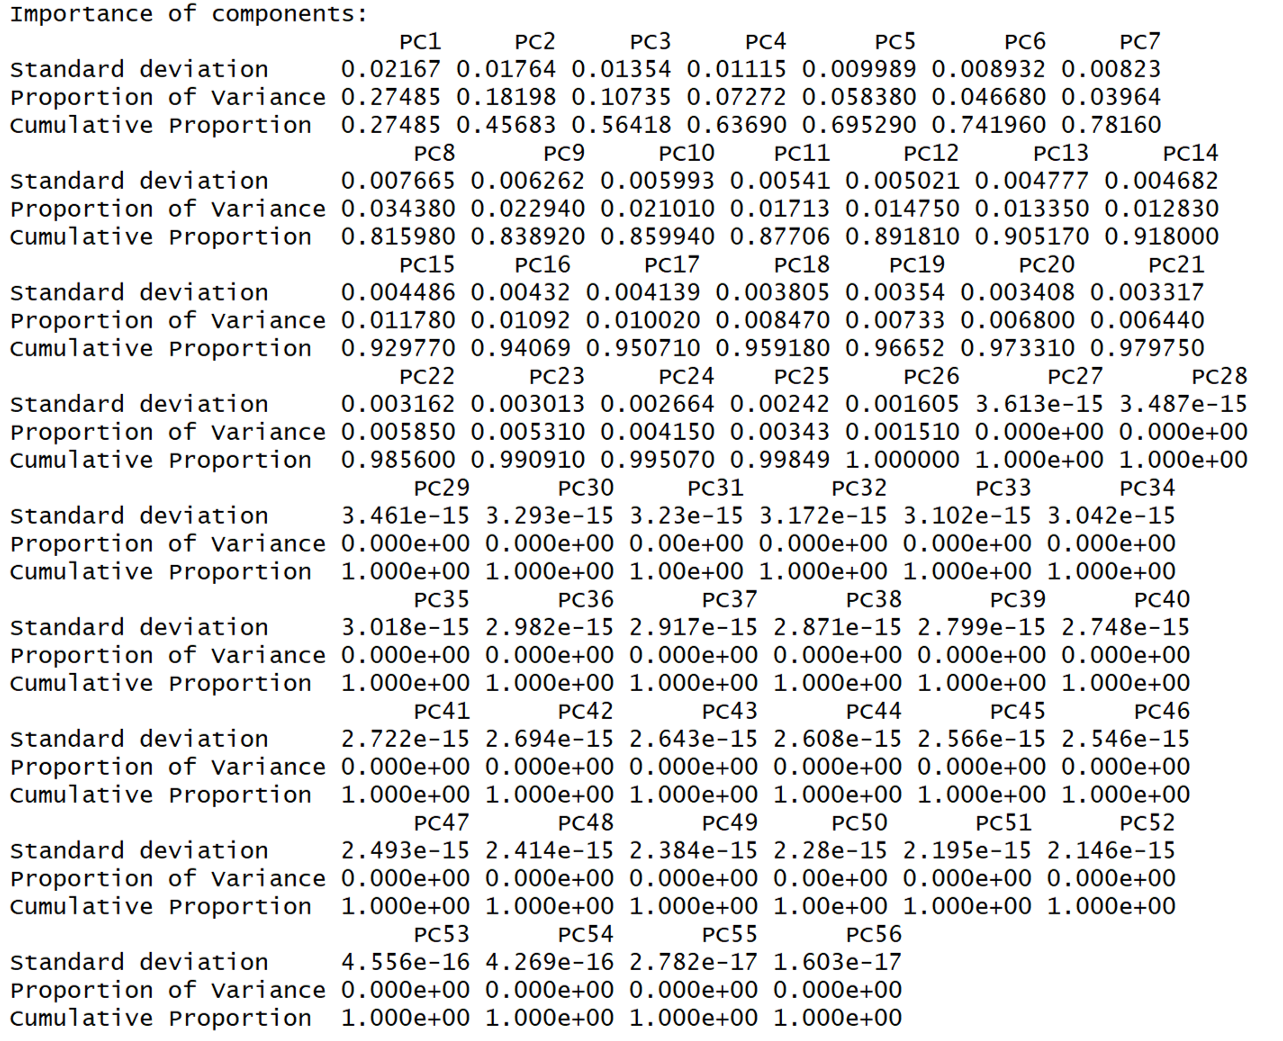 Importance of components:
PC1 PC2 PC3 PC4 PC5 PC6 PC7
Standard deviation 0.02167 0.01764 0.01354 0.01115 0.009989 0.008932 0.00823
Proportion of Variance 0.27485 0.18198 0.10735 0.07272 0.058380 0.046680 0.03964
Cumulative Proportion 0.27485 0.45683 0.56418 0.63690 0.695290 0.741960 0.78160
PC8 PC9 PC10 PC11 PC12 PC13 PC14
Standard deviation 0.007665 0.006262 0.005993 0.00541 0.005021 0.004777 0.004682
Proportion of Variance 0.034380 0.022940 0.021010 0.01713 0.014750 0.013350 0.012830
Cumulative Proportion 0.815980 0.838920 0.859940 0.87706 0.891810 0.905170 0.918000
PC15 PC16 PC17 PC18 PC19 PC20 PC21
Standard deviation 0.004486 0.00432 0.004139 0.003805 0.00354 0.003408 0.003317
Proportion of Variance 0.011780 0.01092 0.010020 0.008470 0.00733 0.006800 0.006440
Cumulative Proportion 0.929770 0.94069 0.950710 0.959180 0.96652 0.973310 0.979750
PC22 PC23 PC24 PC25 PC26 PC27 PC28
Standard deviation 0.003162 0.003013 0.002664 0.00242 0.001605 3.613e-15 3.487e-15
Proportion of Variance 0.005850 0.005310 0.004150 0.00343 0.001510 0.000e+00 0.000e+00
Cumulative Proportion 0.985600 0.990910 0.995070 0.99849 1.000000 1.000e+00 1.000e+00
PC29 PC30 PC31 PC32 PC33 PC34
Standard deviation 3.461e-15 3.293e-15 3.23e-15 3.172e-15 3.102e-15 3.042e-15
Proportion of Variance 0.000e+00 0.000e+00 0.00e+00 0.000e+00 0.000e+00 0.000e+00
Cumulative Proportion 1.000e+00 1.000e+00 1.00e+00 1.000e+00 1.000e+00 1.000e+00
PC35 PC36 PC37 PC38 PC39 PC40
Standard deviation 3.018e-15 2.982e-15 2.917e-15 2.871e-15 2.799e-15 2.748e-15
Proportion of Variance 0.000e+00 0.000e+00 0.000e+00 0.000e+00 0.000e+00 0.000e+00
Cumulative Proportion 1.000e+00 1.000e+00 1.000e+00 1.000e+00 1.000e+00 1.000e+00
PC41 PC42 PC43 PC44 PC45 PC46
Standard deviation 2.722e-15 2.694e-15 2.643e-15 2.608e-15 2.566e-15 2.546e-15
Proportion of Variance 0.000e+00 0.000e+00 0.000e+00 0.000e+00 0.000e+00 0.000e+00
Cumulative Proportion 1.000e+00 1.000e+00 1.000e+00 1.000e+00 1.000e+00 1.000e+00
PC47 PC48 PC49 PC50 PC51 PC52
Standard deviation 2.493e-15 2.414e-15 2.384e-15 2.28e-15 2.195e-15 2.146e-15
Proportion of Variance 0.000e+00 0.000e+00 0.000e+00 0.00e+00 0.000e+00 0.000e+00
Cumulative Proportion 1.000e+00 1.000e+00 1.000e+00 1.00e+00 1.000e+00 1.000e+00
PC53 PC54 PC55 PC56
Standard deviation 4.556e-16 4.269e-16 2.782e-17 1.603e-17
Proportion of Variance 0.000e+00 0.000e+00 0.000e+00 0.000e+00
Cumulative Proportion 1.000e+00 1.000e+00 1.000e+00 1.000e+00